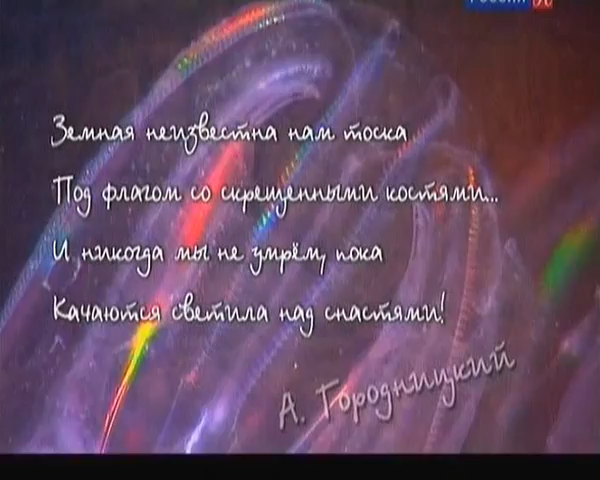 Россия К
Земная неизвестна нам тоска
Под флагом со скрещенными костями...
И никогда мы не умрём, пока
Качаются светила над снастями!
А. Городницкий